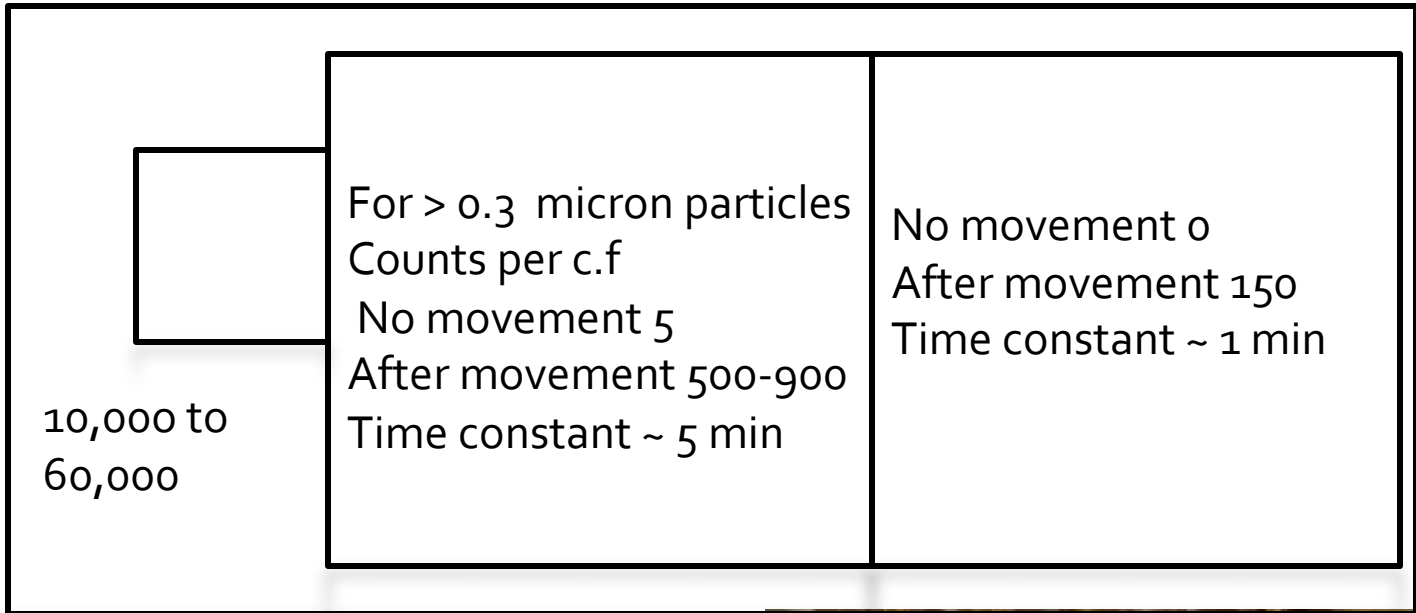 For > 0.3 micron particles
Counts per c.f
No movement 5
After movement 500-900
Time constant ~ 5 min
No movement 0
After movement 150
Time constant ~ 1 min
10,000 to
60,000